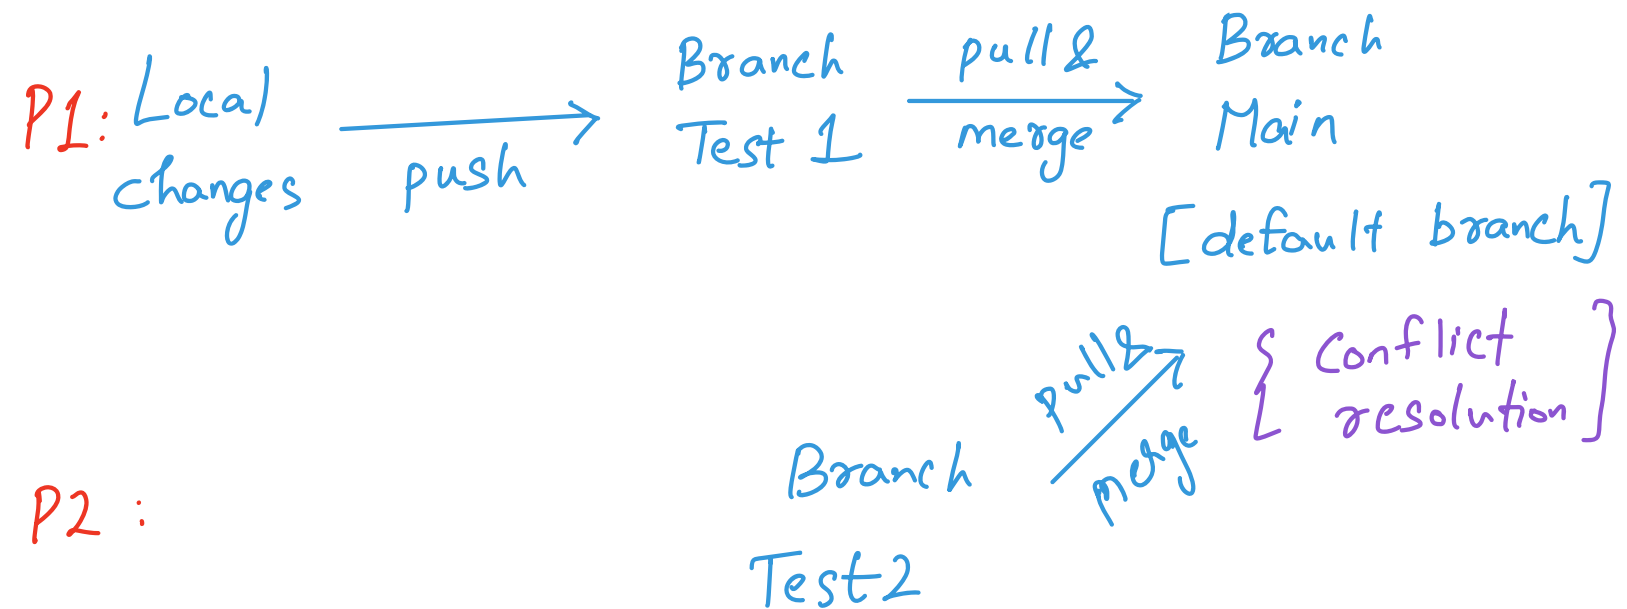 P1: Local changes
push
Branch Test 1
pull & merge
Branch Main
[default branch]
{ conflict resolution }
pull & merge
P2 :
Branch Test2